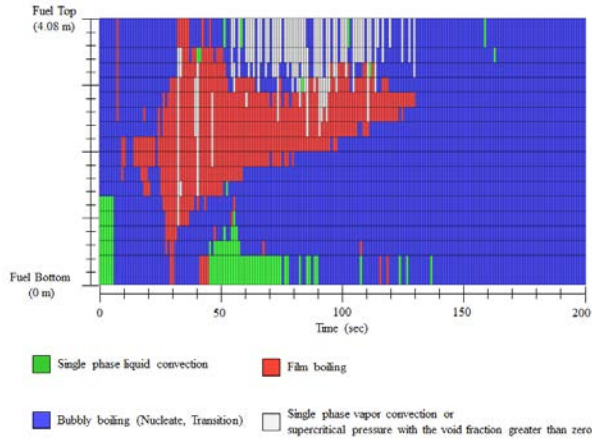 Fuel Top
(4.08 m)
Fuel Bottom
(0 m)
0 50 100 150 200
Time (sec)
Single phase liquid convection
Film boiling
Bubbly boiling (Nucleate, Transition)
Single phase vapor convection or
supercritical pressure with the void fraction greater than zero